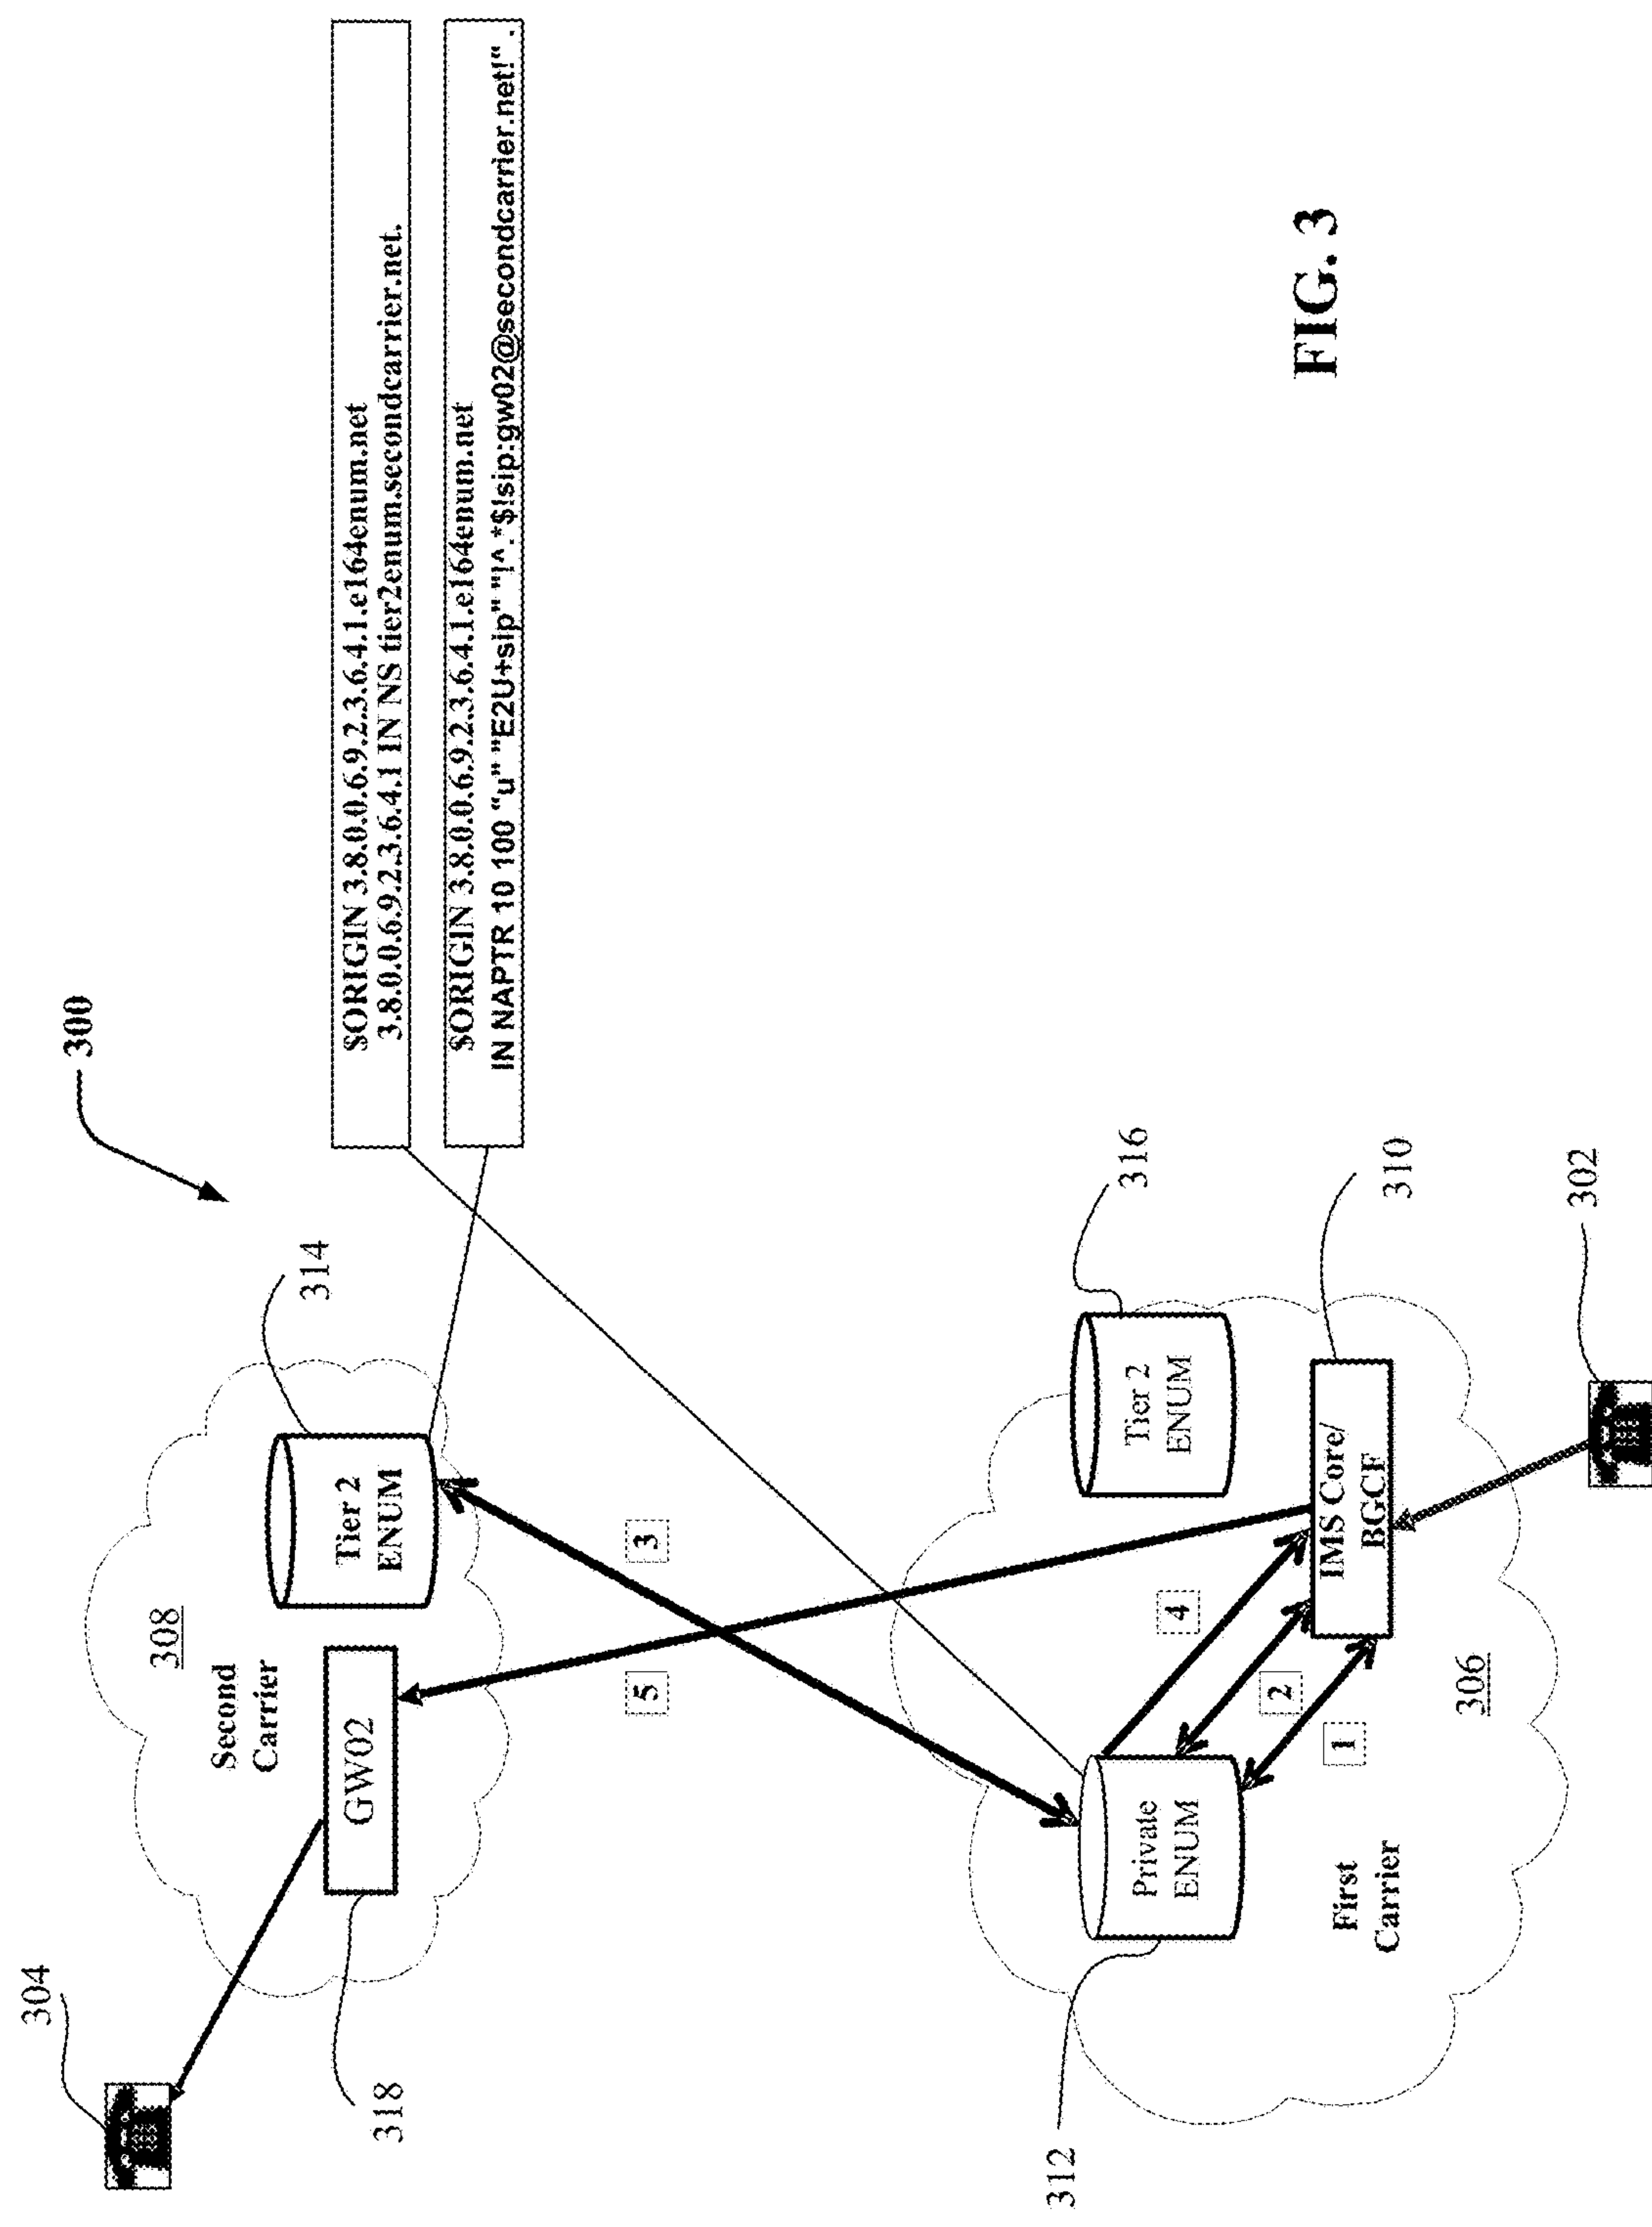 304
300
308
Second
Carrier
314
Tier 2
ENUM
GW02
318
$ORIGIN 3.8.0.0.6.9.2.3.6.4.1.e164enum.net
3.8.0.0.6.9.2.3.6.4.1 IN NS tier2enum.secondcarrier.net.
$ORIGIN 3.8.0.0.6.9.2.3.6.4.1.e164enum.net
IN NAPTR 10 100 “u” "E2U+sip" "!^.*$!sip:gw02@secondcarrier.net!“ .
5
3
312
Private
ENUM
Tier 2
ENUM
316
4
2
1
IMS Core/
BGCF
310
First
Carrier
306
302
FIG. 3